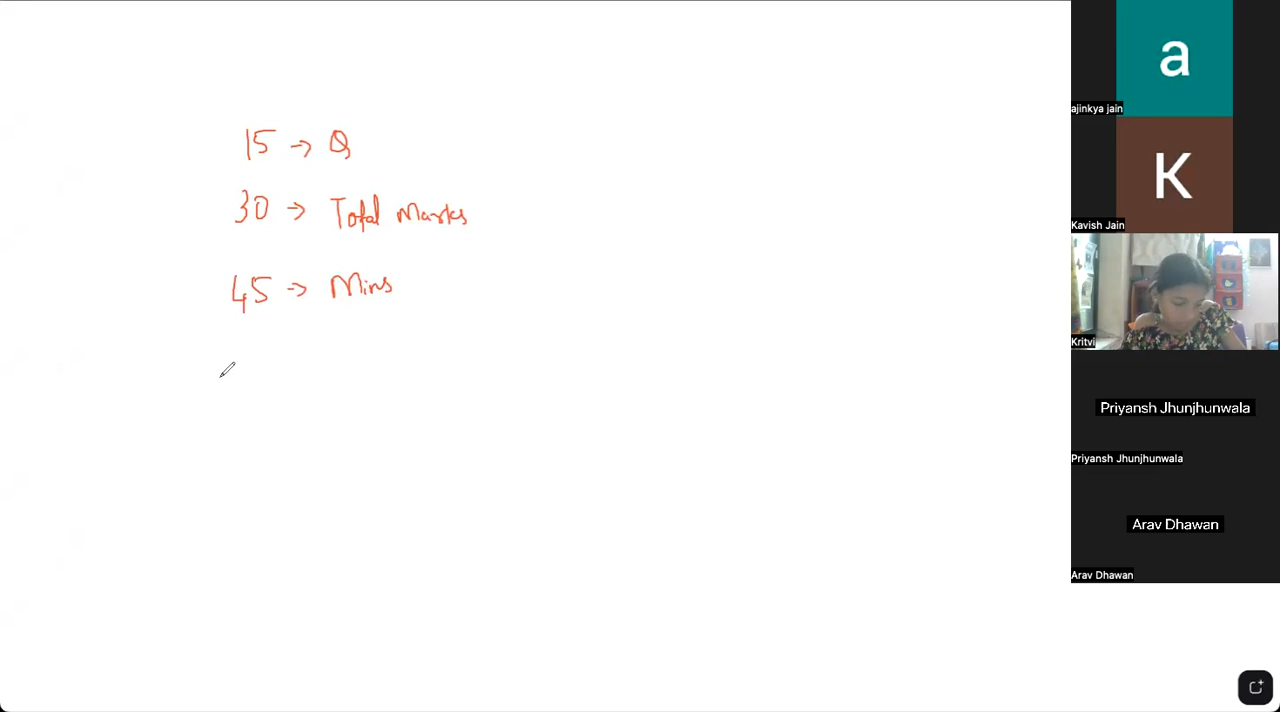 15 → Q
30 → Total Marks
45 → Mins
a
ajinkya jain
K
Kavish Jain
Kritvi
Priyansh Jhunjhunwala
Priyansh Jhunjhunwala
Arav Dhawan
Arav Dhawan